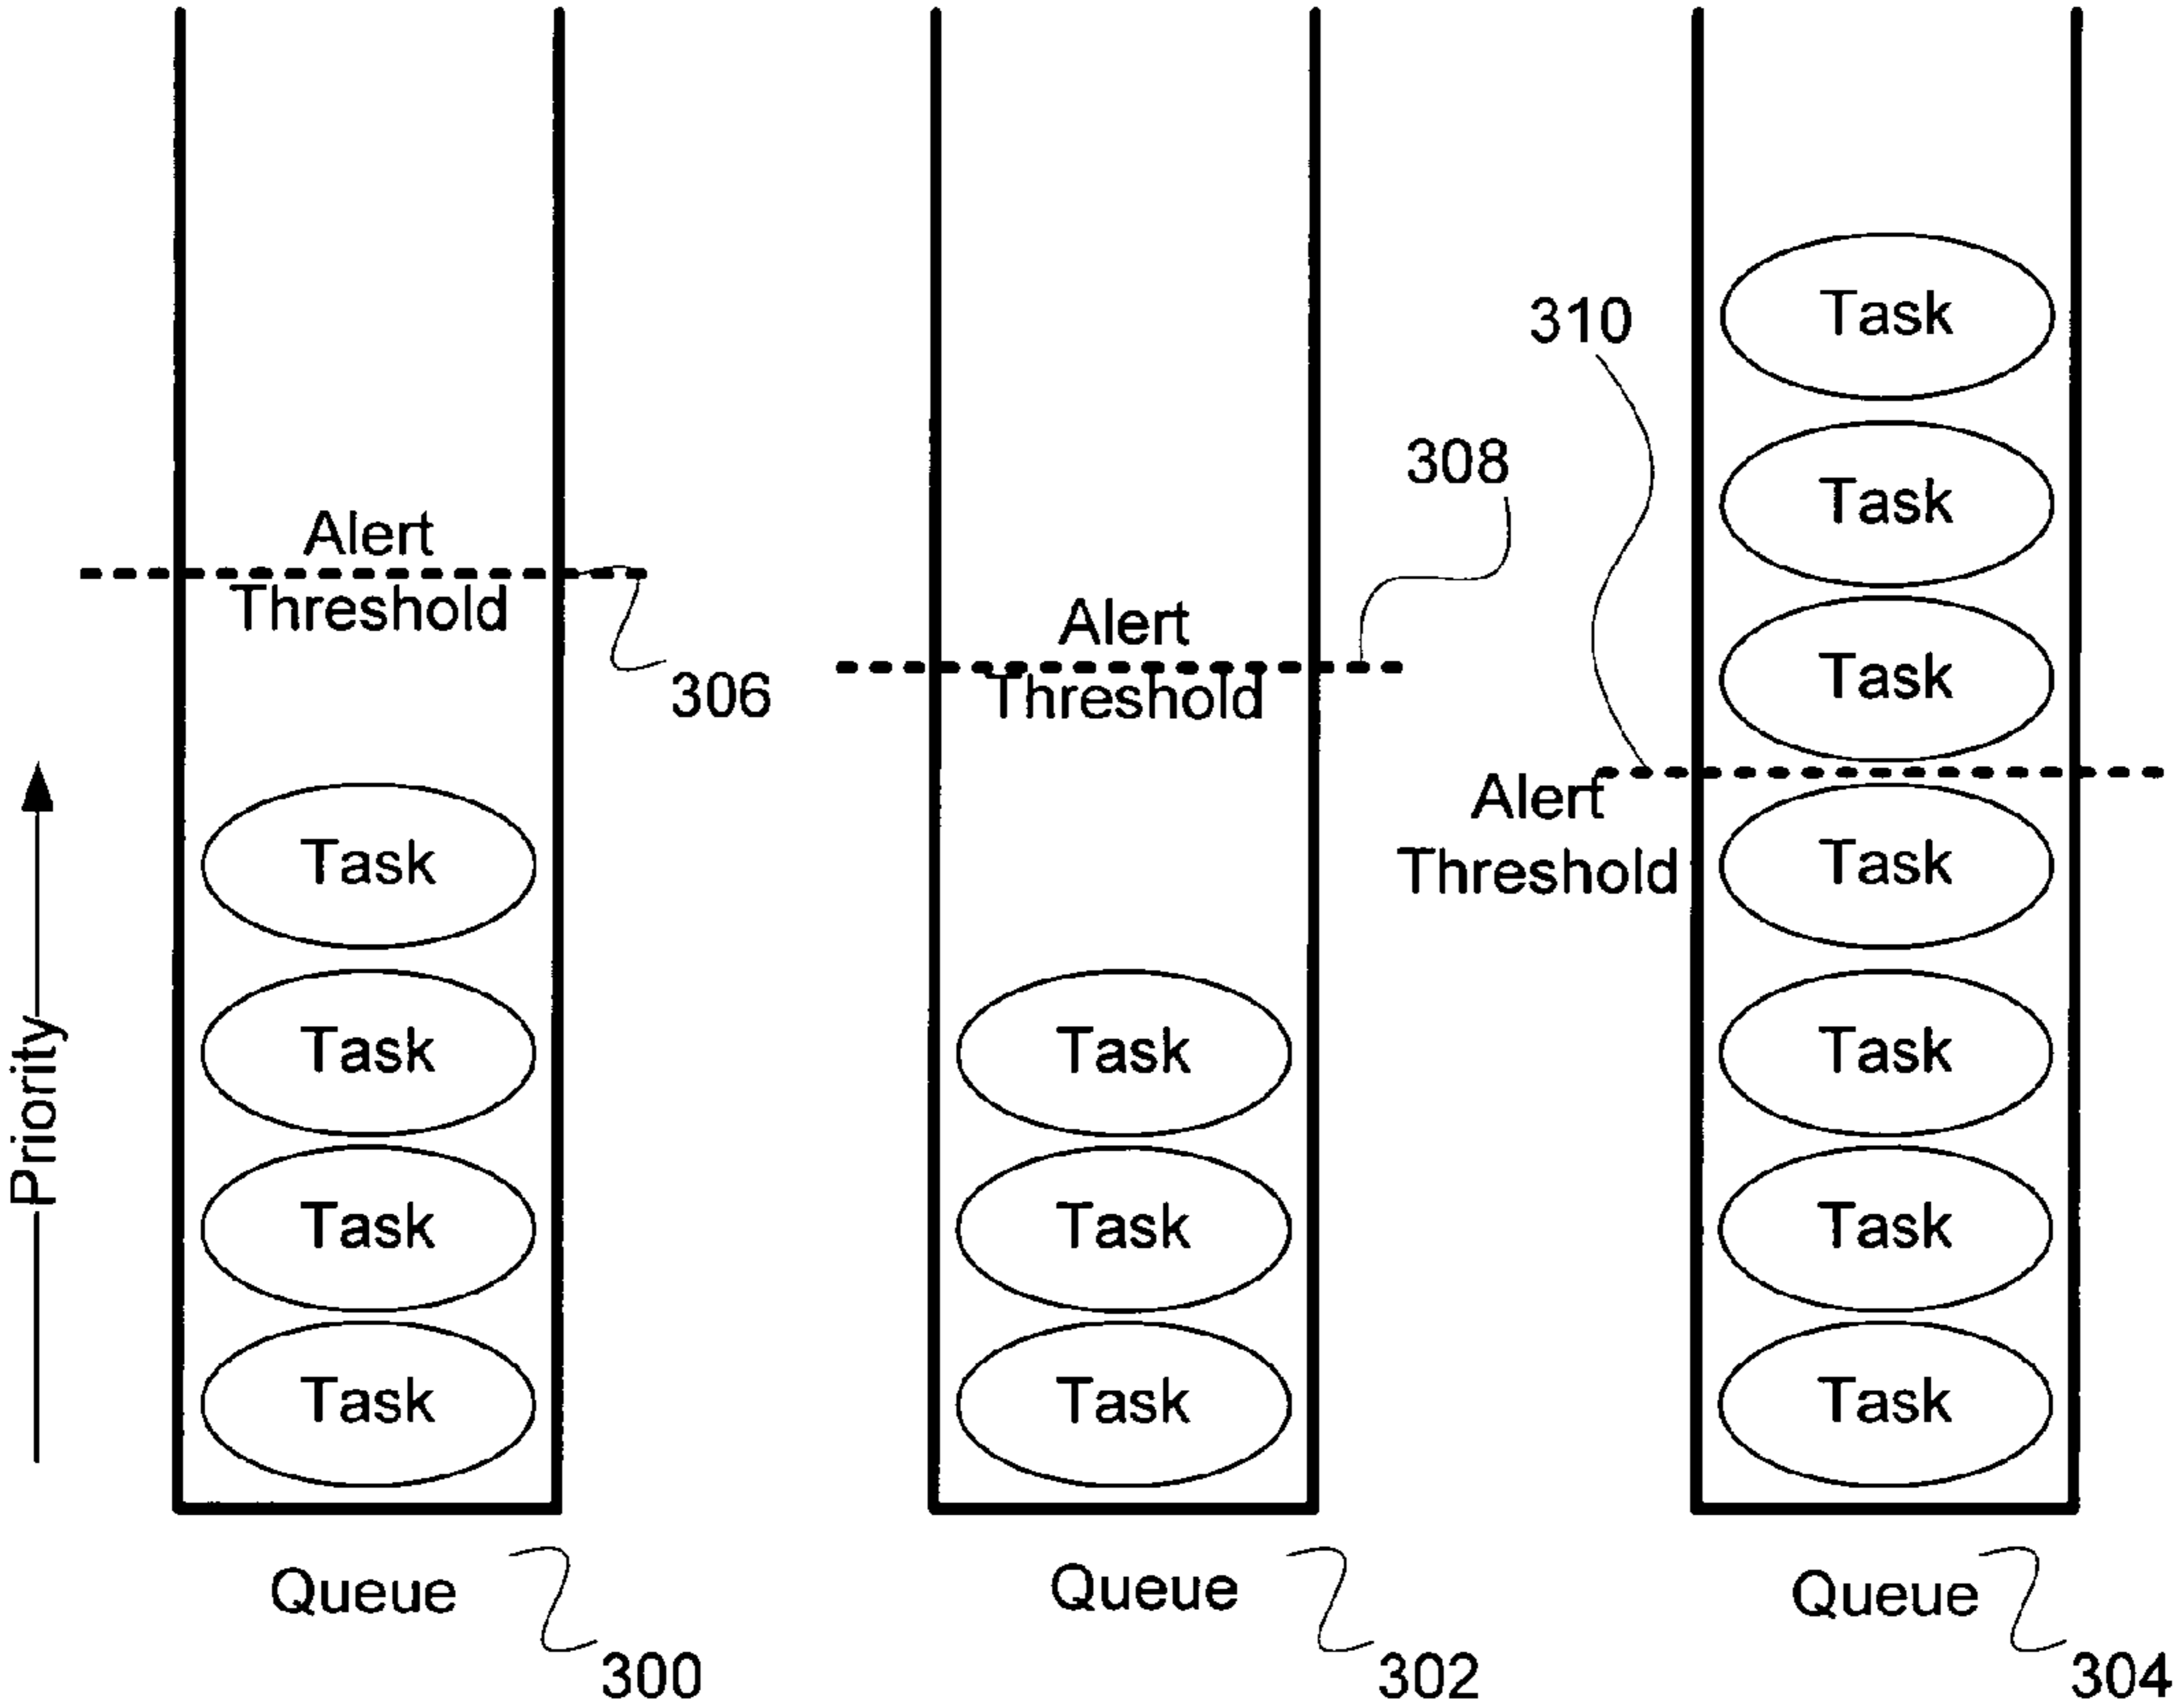 Task
310
Task
308
Alert
Threshold
Alert
Threshold
Task
306
Alert
Threshold
Task
Task
Priority
Task
Task
Task
Task
Task
Task
Task
Task
Task
Queue
Queue
Queue
300
302
304